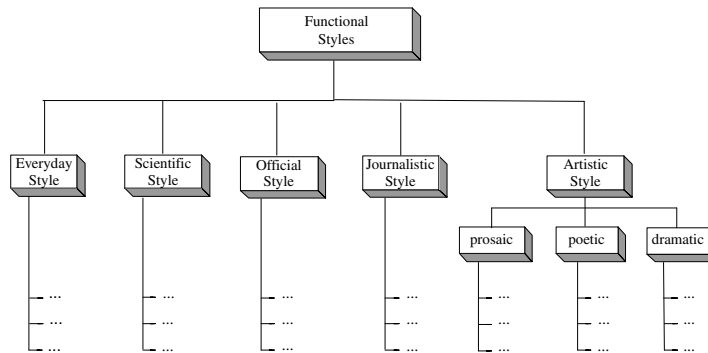 Functional
Styles
Everyday
Style
Scientific
Style
Official
Style
Journalistic
Style
Artistic
Style
prosaic
poetic
dramatic
... ... ... ... ... ... ...
... ... ... ... ... ... ...
... ... ... ... ... ... ...